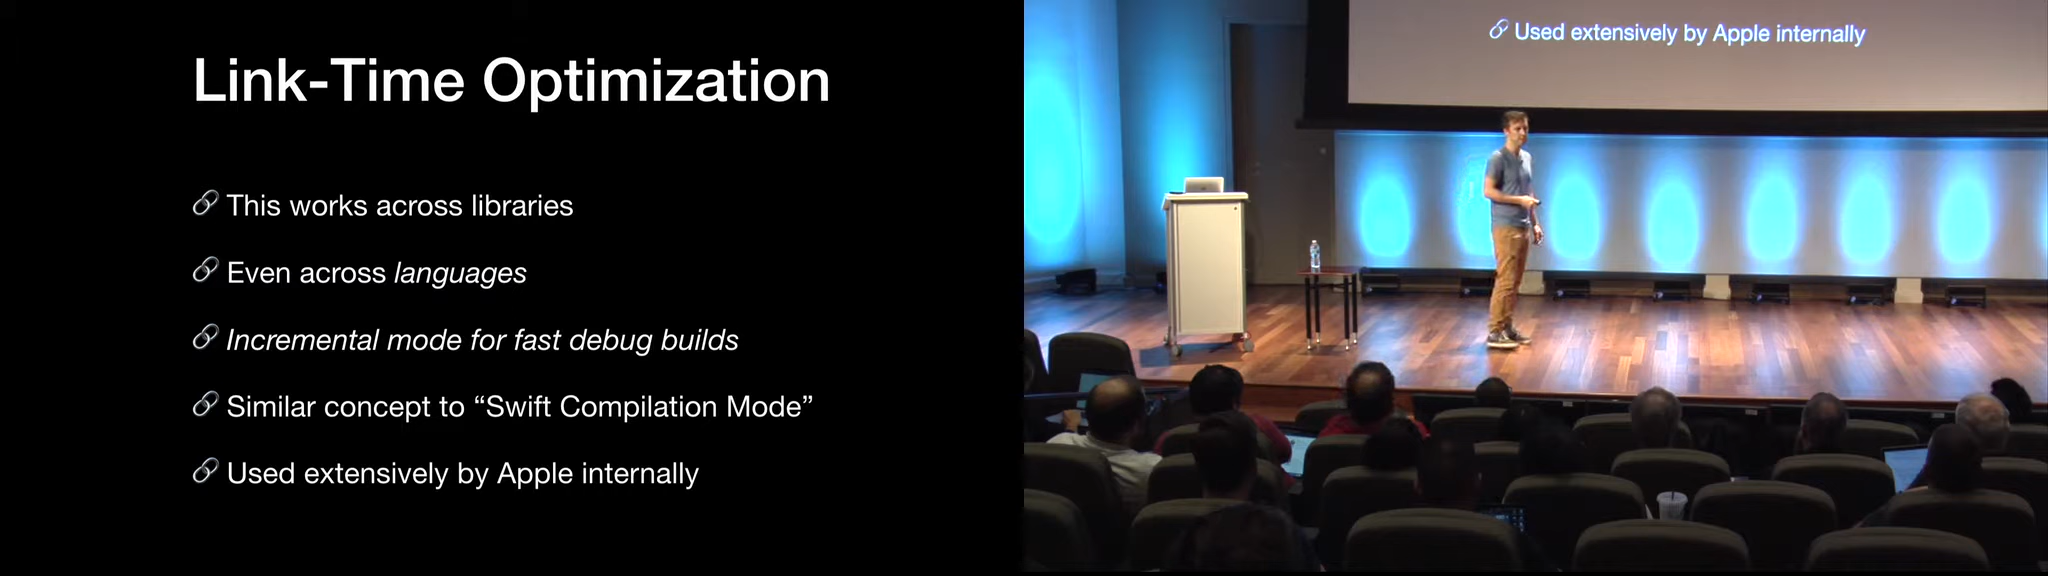 Link-Time Optimization
This works across libraries
Even across languages
Incremental mode for fast debug builds
Similar concept to “Swift Compilation Mode”
Used extensively by Apple internally
Used extensively by Apple internally